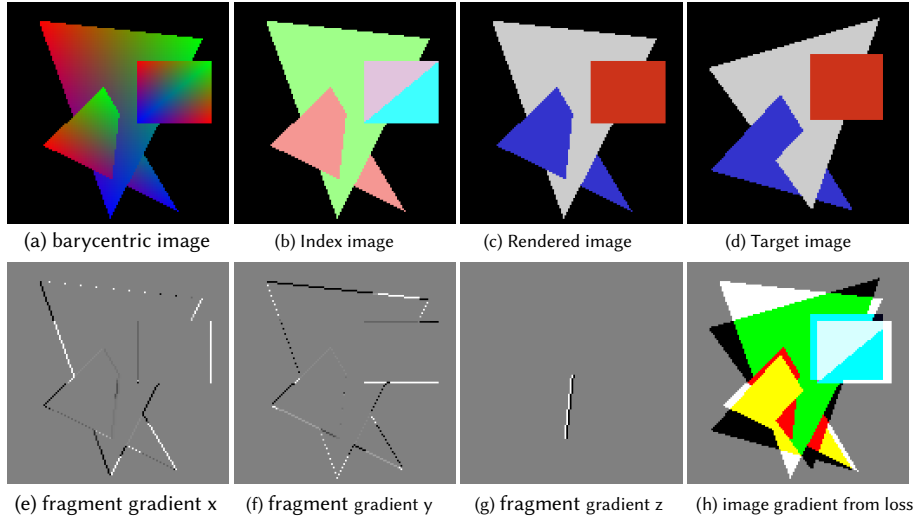 (a) barycentric image
(b) Index image
(c) Rendered image
(d) Target image
(e) fragment gradient x
(f) fragment gradient y
(g) fragment gradient z
(h) image gradient from loss